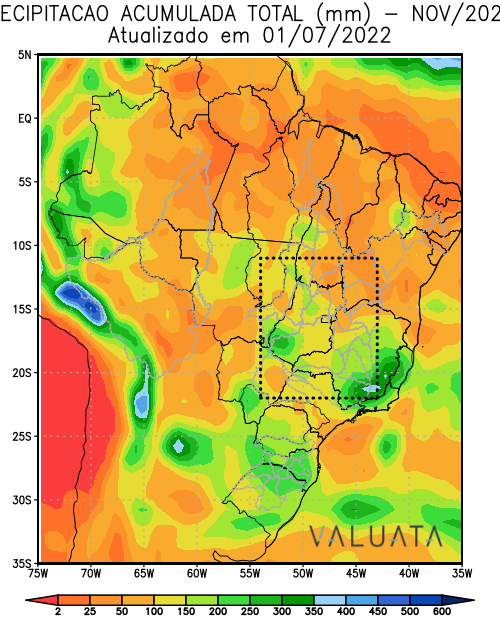 ECIPITACAO ACUMULADA TOTAL (mm) – NOV/202
Atualizado em 01/07/2022
5N
EQ
5S
10S
15S
20S
25S
30S
35S
VALUATA
75W 70W 65W 60W 55W 50W 45W 40W 35W
2 25 50 100 150 200 250 300 350 400 450 500 600